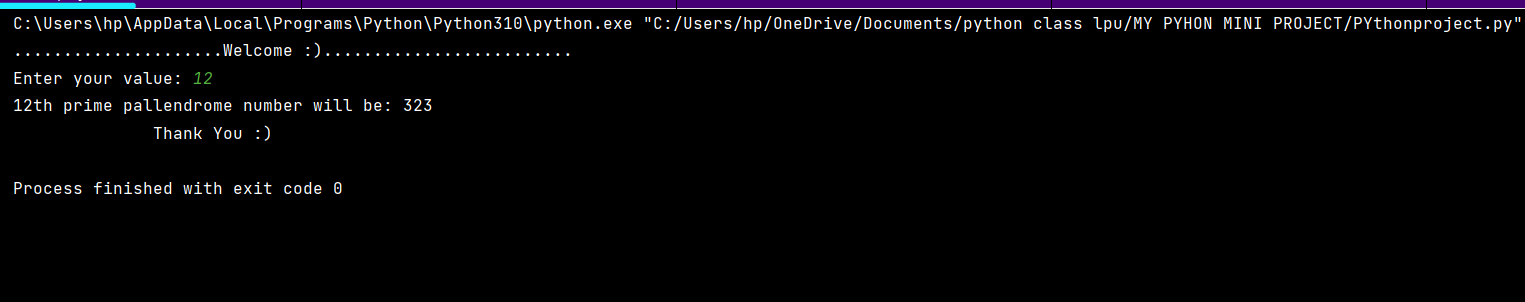 C:\Users\hp\AppData\Local\Programs\Python\Python310\python.exe "C:/Users/hp/OneDrive/Documents/python class lpu/MY PYHON MINI PROJECT/PYthonproject.py"
.....................Welcome :).........................
Enter your value: 12
12th prime pallendrome number will be: 323
Thank You :)
Process finished with exit code 0